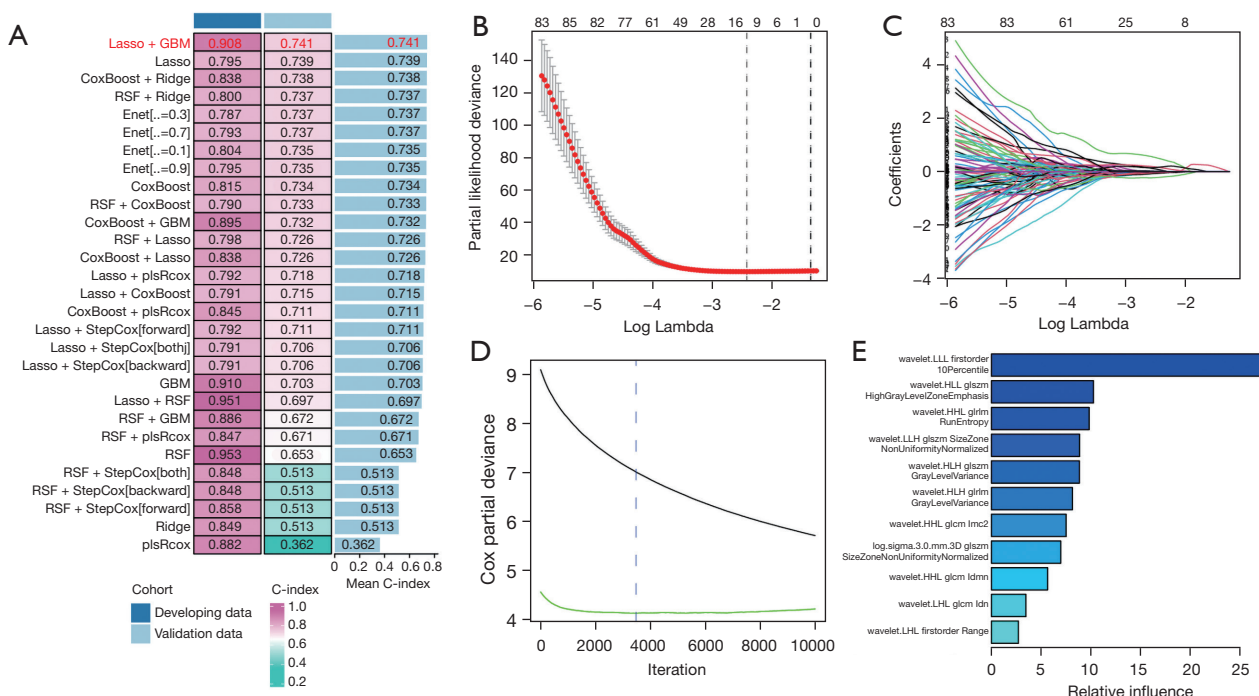 A
Lasso + GBM 0.908 0.741 0.741
Lasso 0.795 0.739 0.739
CoxBoost + Ridge 0.838 0.738 0.738
RSF + Ridge 0.800 0.737 0.737
Enet[..=0.3] 0.787 0.737 0.737
Enet[..=0.7] 0.793 0.737 0.737
Enet[..=0.1] 0.804 0.735 0.735
Enet[..=0.9] 0.795 0.735 0.735
CoxBoost 0.815 0.734 0.734
RSF + CoxBoost 0.790 0.733 0.733
CoxBoost + GBM 0.895 0.732 0.732
RSF + Lasso 0.798 0.726 0.726
CoxBoost + Lasso 0.838 0.726 0.726
Lasso + plsRcox 0.792 0.718 0.718
Lasso + CoxBoost 0.791 0.715 0.715
CoxBoost + plsRcox 0.845 0.711 0.711
Lasso + StepCox[forward] 0.792 0.711 0.711
Lasso + StepCox[bothj 0.791 0.706 0.706
Lasso + StepCox[backward] 0.791 0.706 0.706
GBM 0.910 0.703 0.703
Lasso + RSF 0.951 0.697 0.697
RSF + GBM 0.886 0.672 0.672
RSF + plsRcox 0.847 0.671 0.671
RSF 0.953 0.653 0.653
RSF + StepCox[both] 0.848 0.513 0.513
RSF + StepCox[backward] 0.848 0.513 0.513
RSF + StepCox[forward] 0.858 0.513 0.513
Ridge 0.849 0.513 0.513
plsRcox 0.882 0.362 0.362
0 0.2 0.4 0.6 0.8
Mean C-index
Cohort
Developing data
Validation data
C-index
1.0
0.8
0.6
0.4
0.2
B
83 85 82 77 61 49 28 16 9 6 1 0
Partial likelihood deviance
140
120
100
80
60
40
20
−6 −5 −4 −3 −2
Log Lambda
C
83 83 61 25 8
Coefficients
4
2
0
−2
−4
−6 −5 −4 −3 −2
Log Lambda
D
Cox partial deviance
9
8
7
6
5
4
0 2000 4000 6000 8000 10000
Iteration
E
wavelet.LLL firstorder
10Percentile
wavelet.HLL glszm
HighGrayLevelZoneEmphasis
wavelet.HHL glrlm
RunEntropy
wavelet.LLH glszm SizeZone
NonUniformityNormalized
wavelet.HLH glszm
GrayLevelVariance
wavelet.HLH glrlm
GrayLevelVariance
wavelet.HHL glcm Imc2
log.sigma.3.0.mm.3D glszm
SizeZoneNonUniformityNormalized
wavelet.HHL glcm Idmn
wavelet.LHL glcm Idn
wavelet.LHL firstorder Range
0 5 10 15 20 25
Relative influence